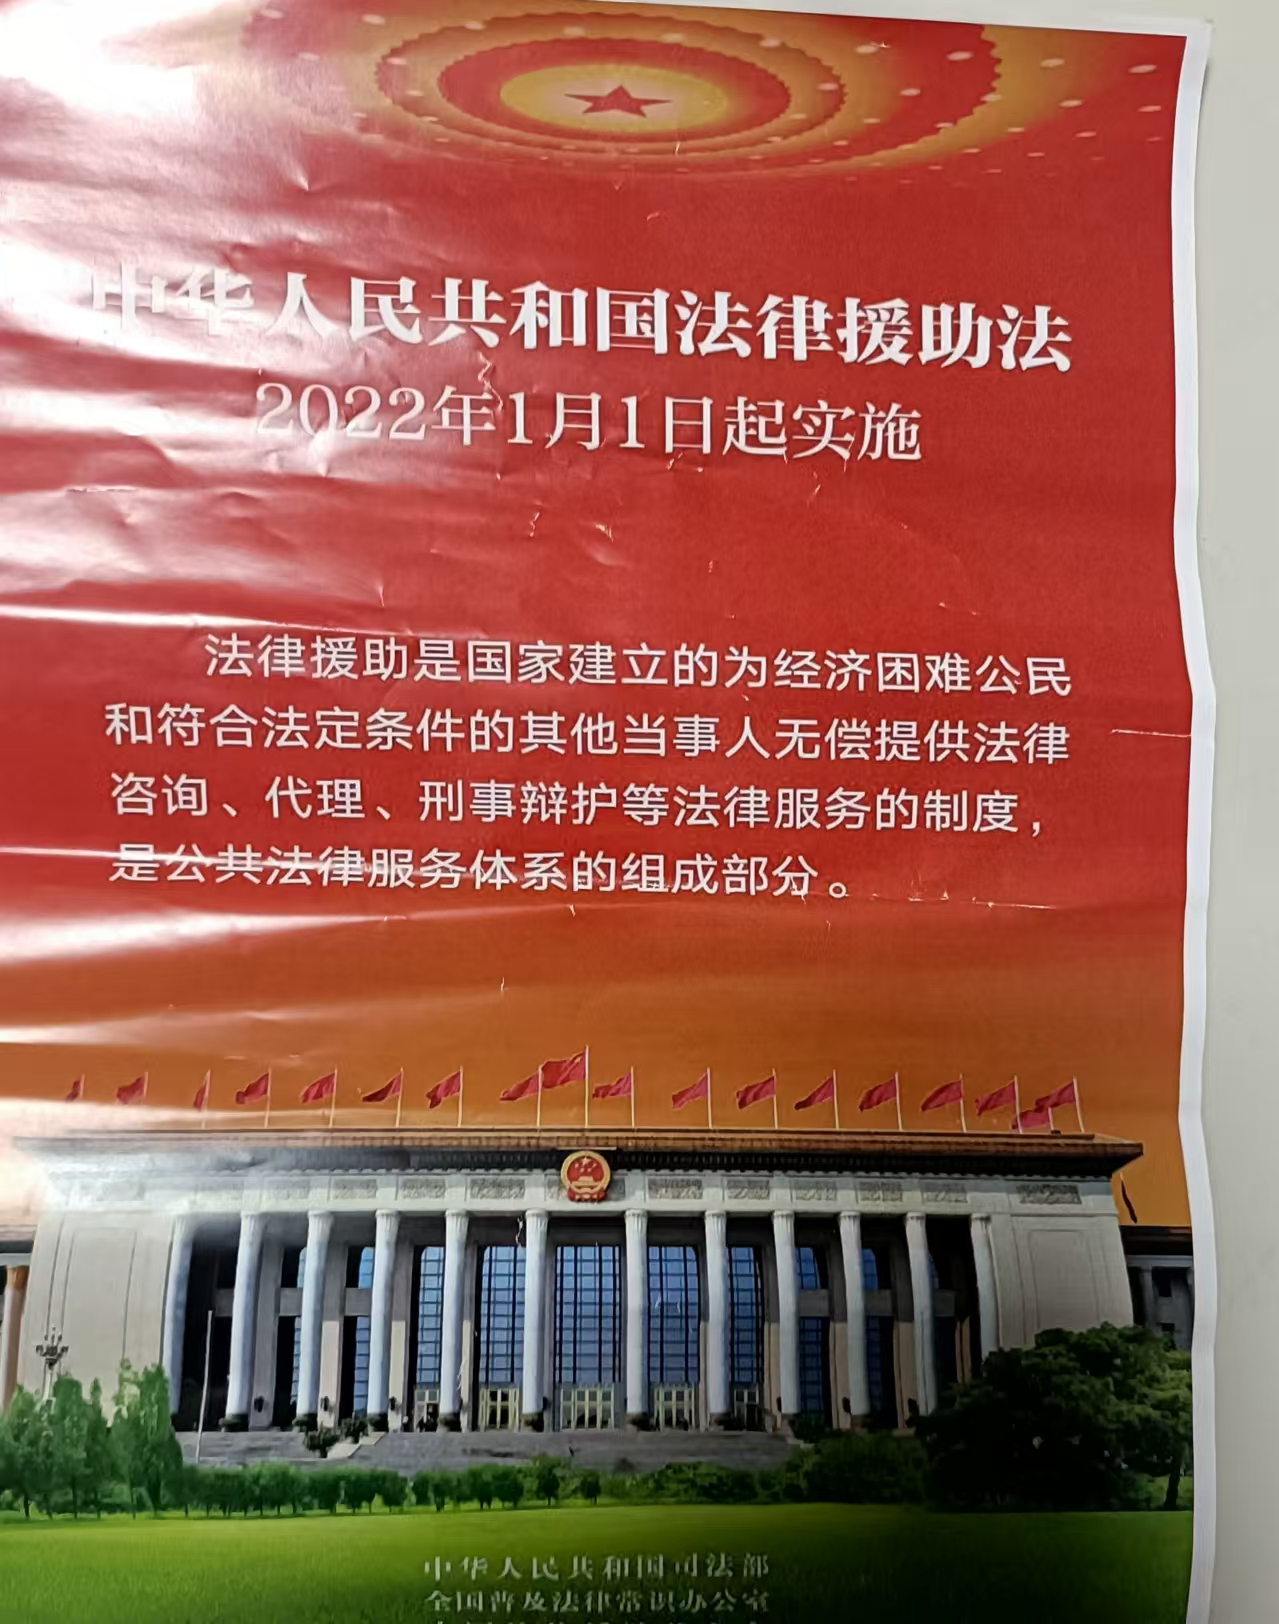 中华人民共和国法律援助法
2022年1月1日起实施
法律援助是国家建立的为经济困难公民
和符合法定条件的其他当事人无偿提供法律
咨询、代理、刑事辩护等法律服务的制度，
是公共法律服务体系的组成部分。
中华人民共和国司法部
全国普及法律常识办公室